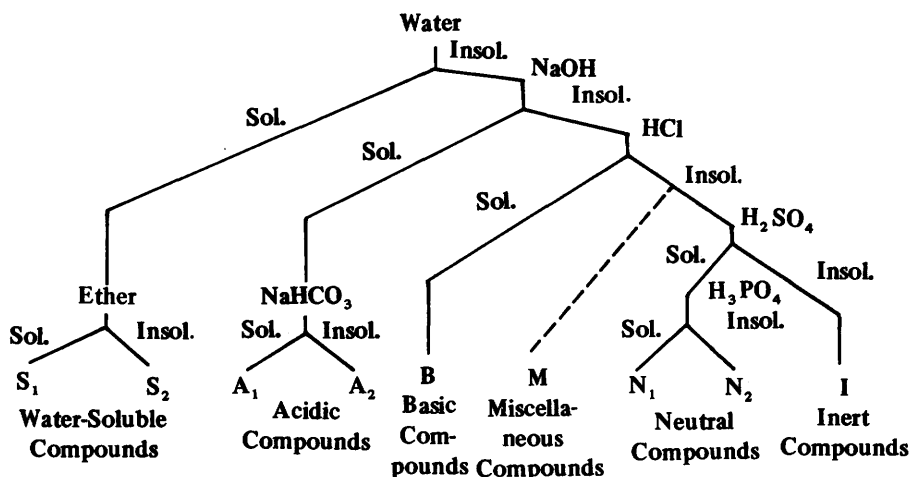 Water
Insol.
NaOH
Sol.
Insol.
HCl
Sol.
Insol.
Sol.
H₂SO₄
Sol.
Insol.
Ether
NaHCO₃
H₃PO₄
Sol.
Insol.
Sol.
Insol.
Sol.
Insol.
S₁
S₂
A₁
A₂
B
M
N₁
N₂
I
Water-Soluble
Compounds
Acidic
Compounds
Basic
Com-
pounds
Miscella-
neous
Compounds
Neutral
Compounds
Inert
Compounds